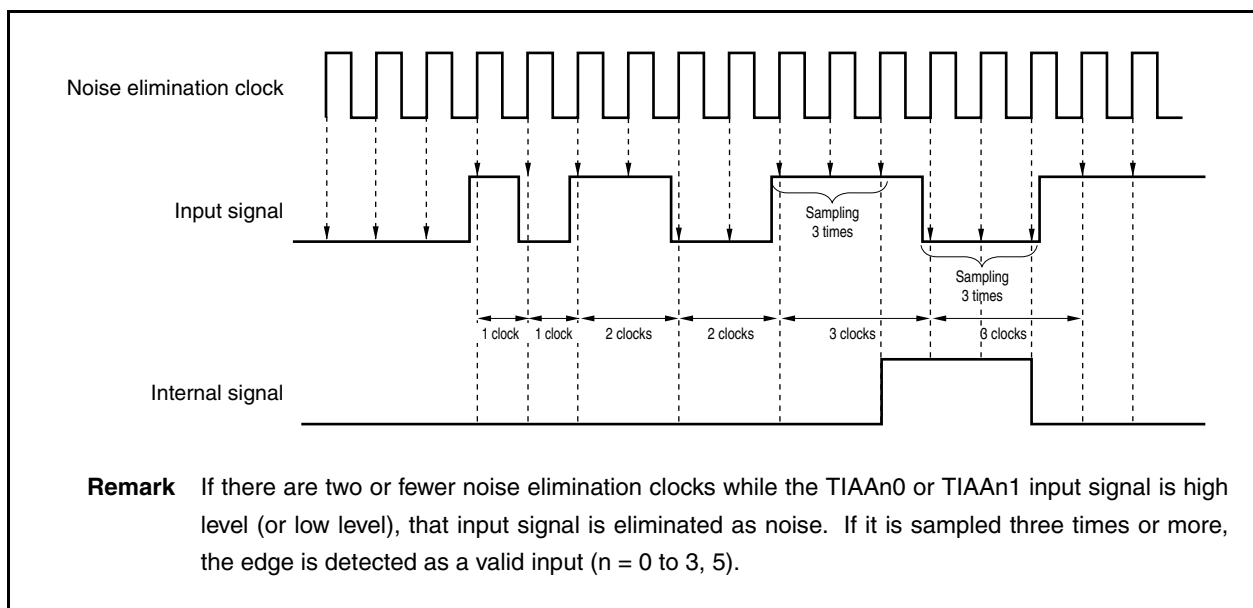 Noise elimination clock
Input signal
Sampling
3 times
Sampling
3 times
1 clock
1 clock
2 clocks
2 clocks
3 clocks
3 clocks
Internal signal
Remark If there are two or fewer noise elimination clocks while the TIAAn0 or TIAAn1 input signal is high
level (or low level), that input signal is eliminated as noise. If it is sampled three times or more,
the edge is detected as a valid input (n = 0 to 3, 5).